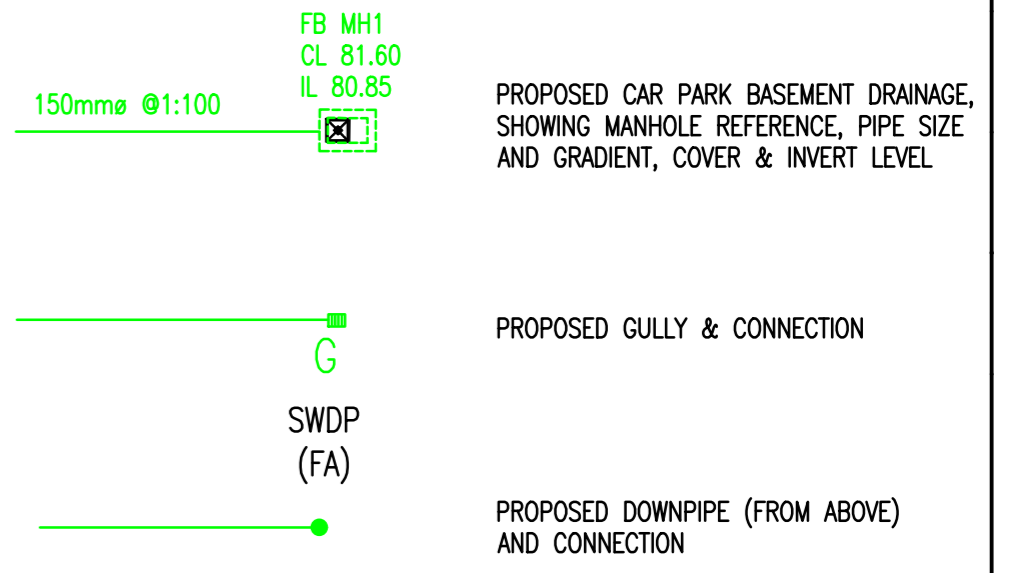 FB MH1
CL 81.60
IL 80.85
150mmø @1:100
PROPOSED CAR PARK BASEMENT DRAINAGE,
SHOWING MANHOLE REFERENCE, PIPE SIZE
AND GRADIENT, COVER & INVERT LEVEL
G
PROPOSED GULLY & CONNECTION
SWDP
(FA)
PROPOSED DOWNPIPE (FROM ABOVE)
AND CONNECTION